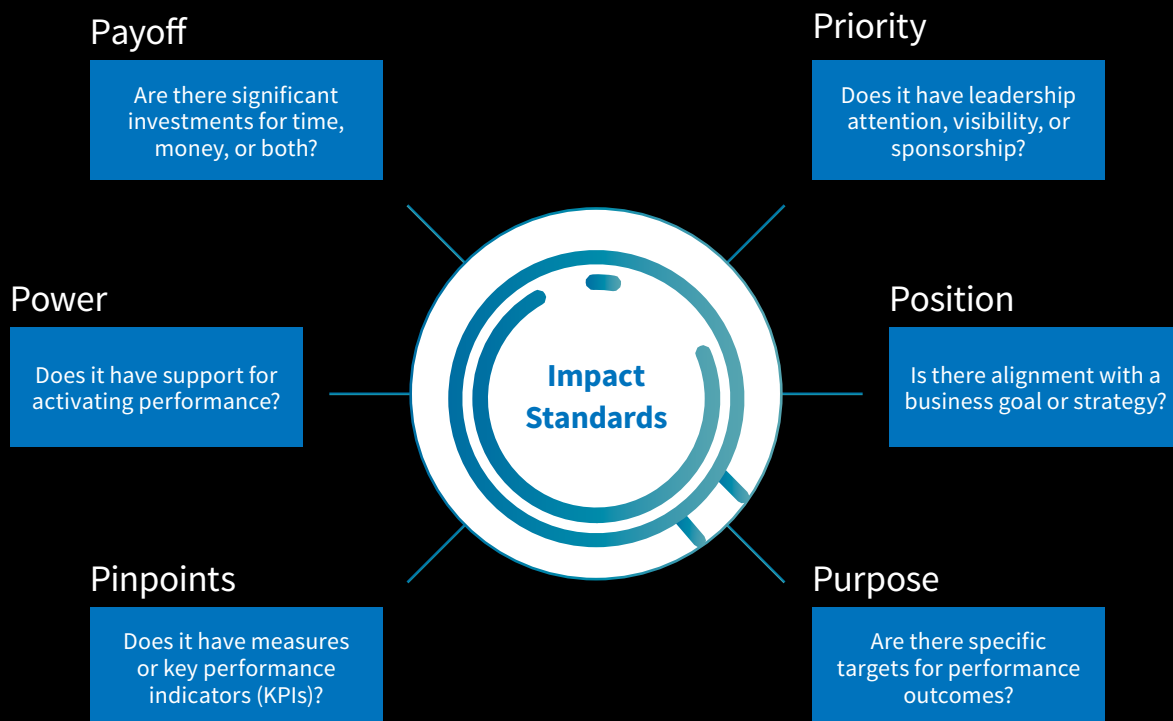 Payoff
Are there significant
investments for time,
money, or both?
Priority
Does it have leadership
attention, visibility, or
sponsorship?
Power
Does it have support for
activating performance?
Impact
Standards
Position
Is there alignment with a
business goal or strategy?
Pinpoints
Does it have measures
or key performance
indicators (KPIs)?
Purpose
Are there specific
targets for performance
outcomes?